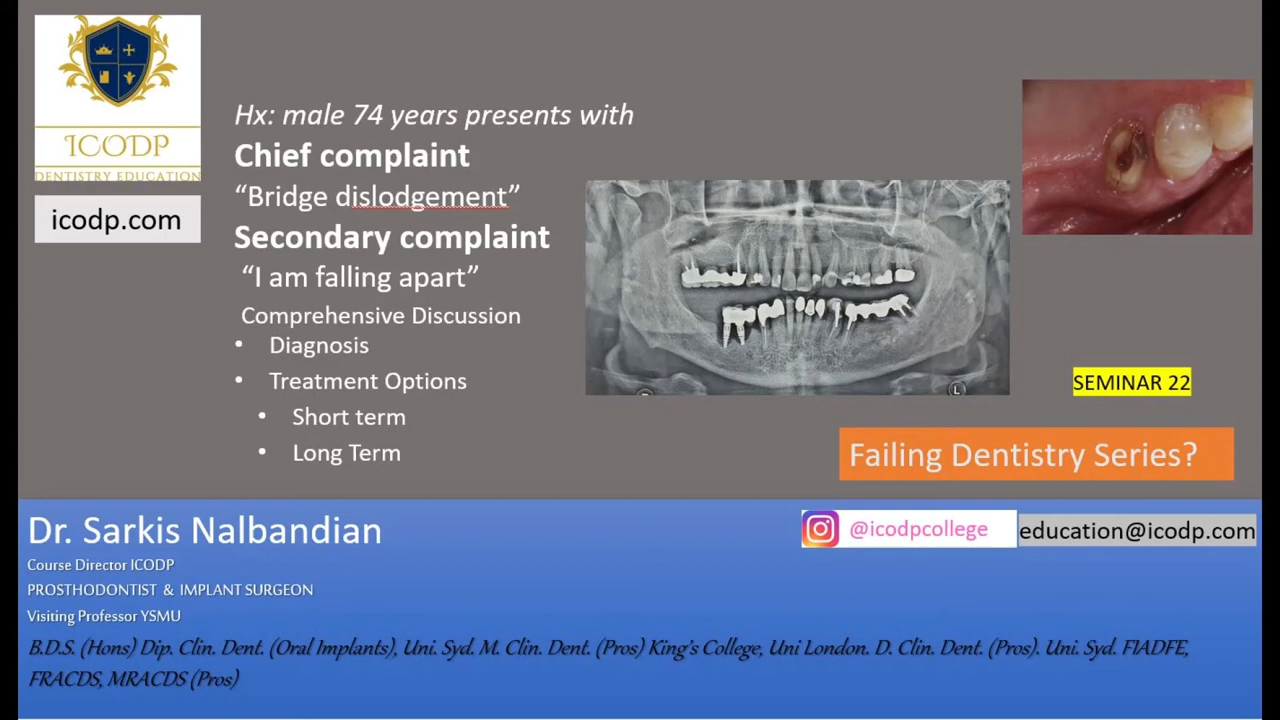 ICODP
DENTISTRY EDUCATION
icodp.com
Hx: male 74 years presents with
Chief complaint
“Bridge dislodgement”
Secondary complaint
“I am falling apart”
Comprehensive Discussion
• Diagnosis
• Treatment Options
• Short term
• Long Term
L
SEMINAR 22
Failing Dentistry Series?
Dr. Sarkis Nalbandian
Course Director ICODP
PROSTHODONTIST & IMPLANT SURGEON
Visiting Professor YSMU
@icodpcollege
education@icodp.com
B.D.S. (Hons) Dip. Clin. Dent. (Oral Implants), Uni. Syd. M. Clin. Dent. (Pros) King's College, Uni London. D. Clin. Dent. (Pros). Uni. Syd. FIADFE,
FRACDS, MRACDS (Pros)